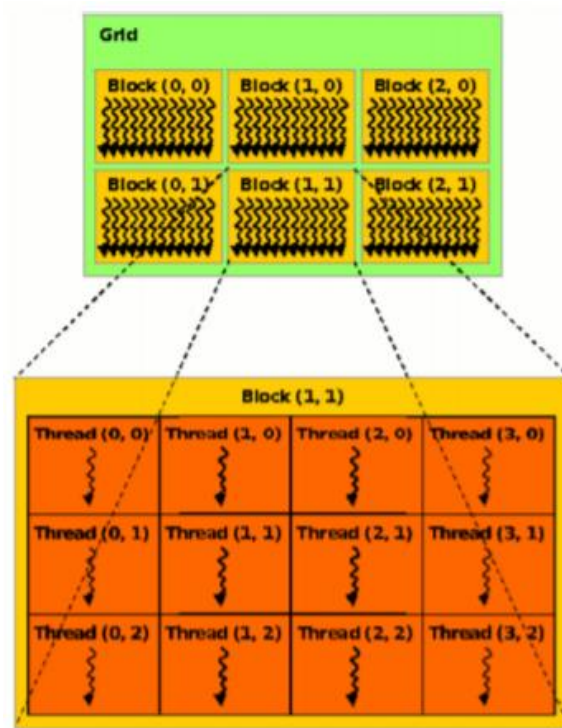 Grid
Block (0, 0) Block (1, 0) Block (2, 0)
Block (0, 1) Block (1, 1) Block (2, 1)
Block (1, 1)
Thread (0, 0) Thread (1, 0) Thread (2, 0) Thread (3, 0)
Thread (0, 1) Thread (1, 1) Thread (2, 1) Thread (3, 1)
Thread (0, 2) Thread (1, 2) Thread (2, 2) Thread (3, 2)